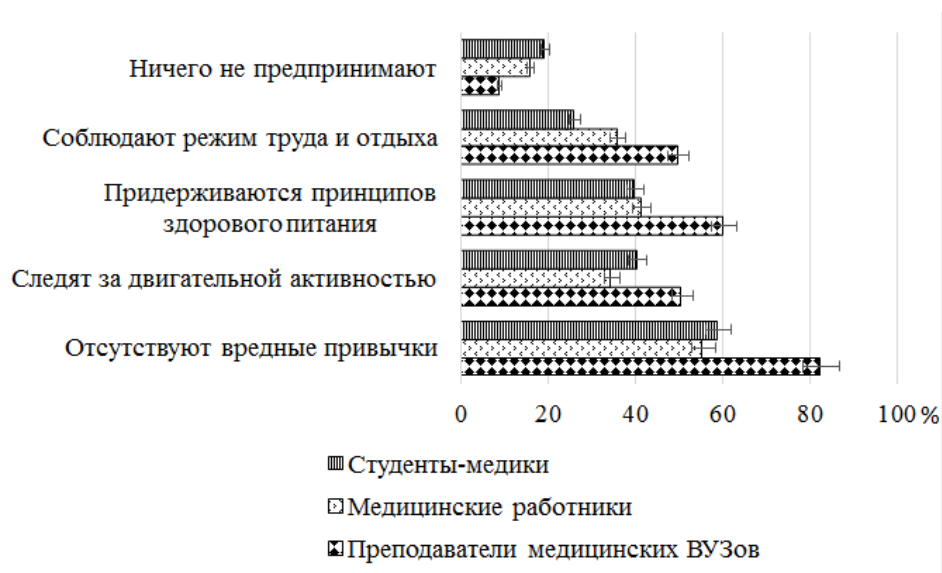 Ничего не предпринимают
Соблюдают режим труда и отдыха
Придерживаются принципов
здорового питания
Следят за двигательной активностью
Отсутствуют вредные привычки
0 20 40 60 80 100 %
Студенты-медики
Медицинские работники
Преподаватели медицинских ВУЗов